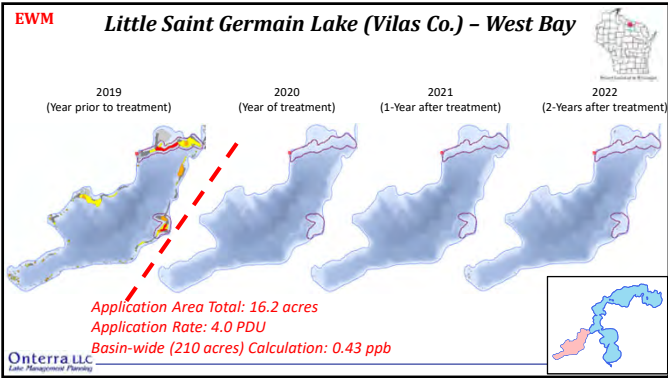 EWM
Little Saint Germain Lake (Vilas Co.) – West Bay
2019
(Year prior to treatment)
2020
(Year of treatment)
2021
(1-Year after treatment)
2022
(2-Years after treatment)
Application Area Total: 16.2 acres
Application Rate: 4.0 PDU
Basin-wide (210 acres) Calculation: 0.43 ppb
Onterra LLC
Lake Management Planning